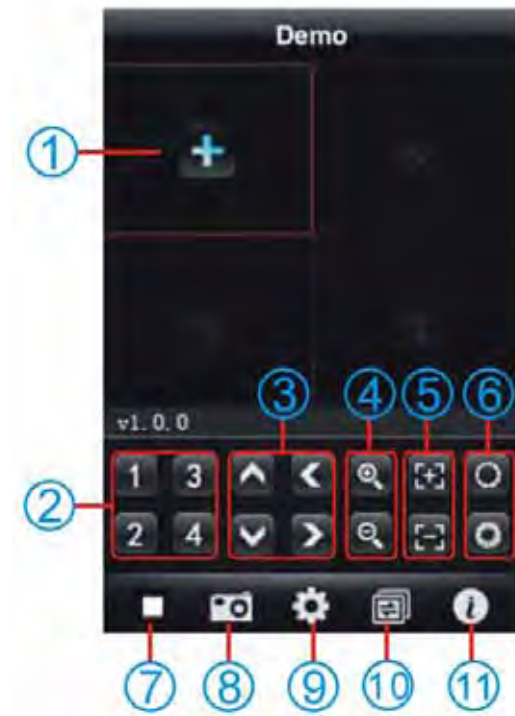 Demo
①
③ ④ ⑤ ⑥
v1.0.0
1 3
②
2 4
⑦ ⑧ ⑨ ⑩ ⑪